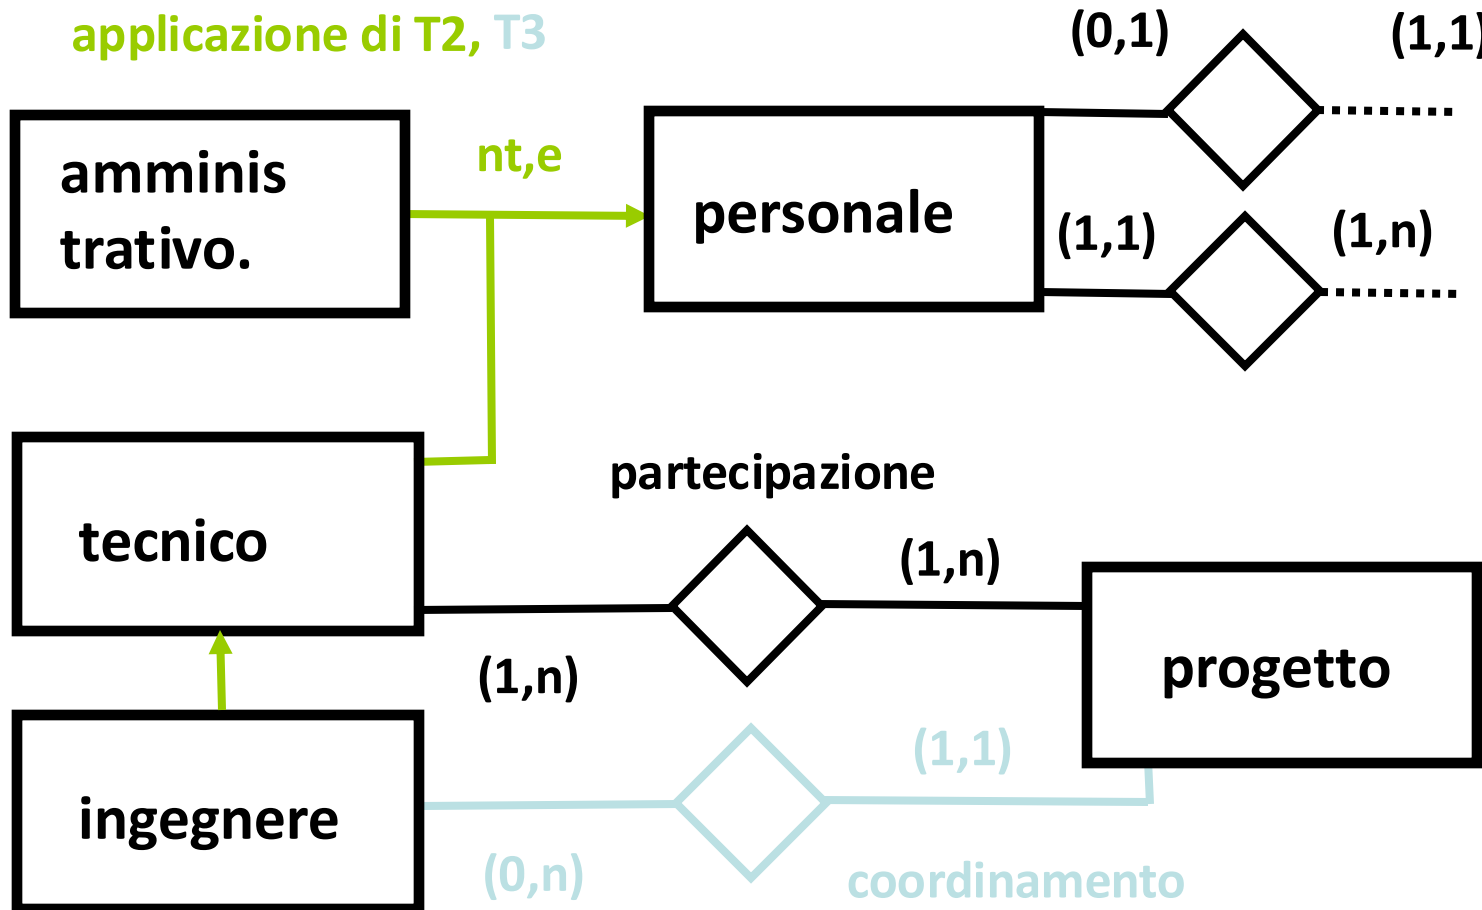 applicazione di T2, T3
(0,1)
(1,1)
amminis
trativo.
nt,e
personale
(1,1)
(1,n)
tecnico
partecipazione
(1,n)
(1,n)
progetto
ingegnere
(1,1)
(0,n)
coordinamento